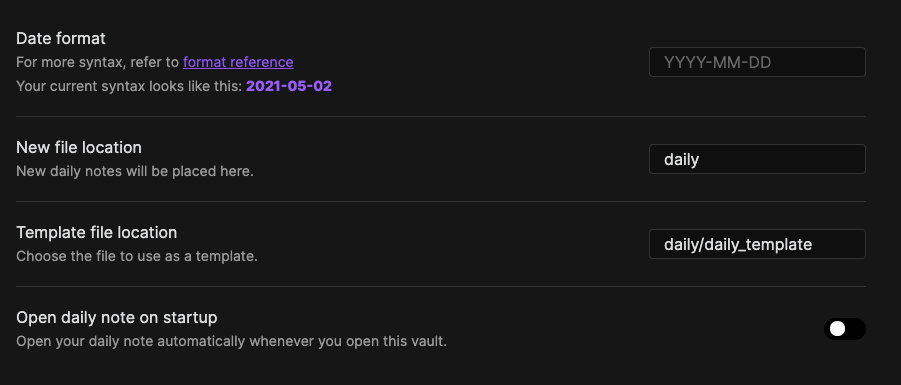 Date format
For more syntax, refer to format reference
Your current syntax looks like this: 2021-05-02
YYYY-MM-DD
New file location
New daily notes will be placed here.
daily
Template file location
Choose the file to use as a template.
daily/daily_template
Open daily note on startup
Open your daily note automatically whenever you open this vault.